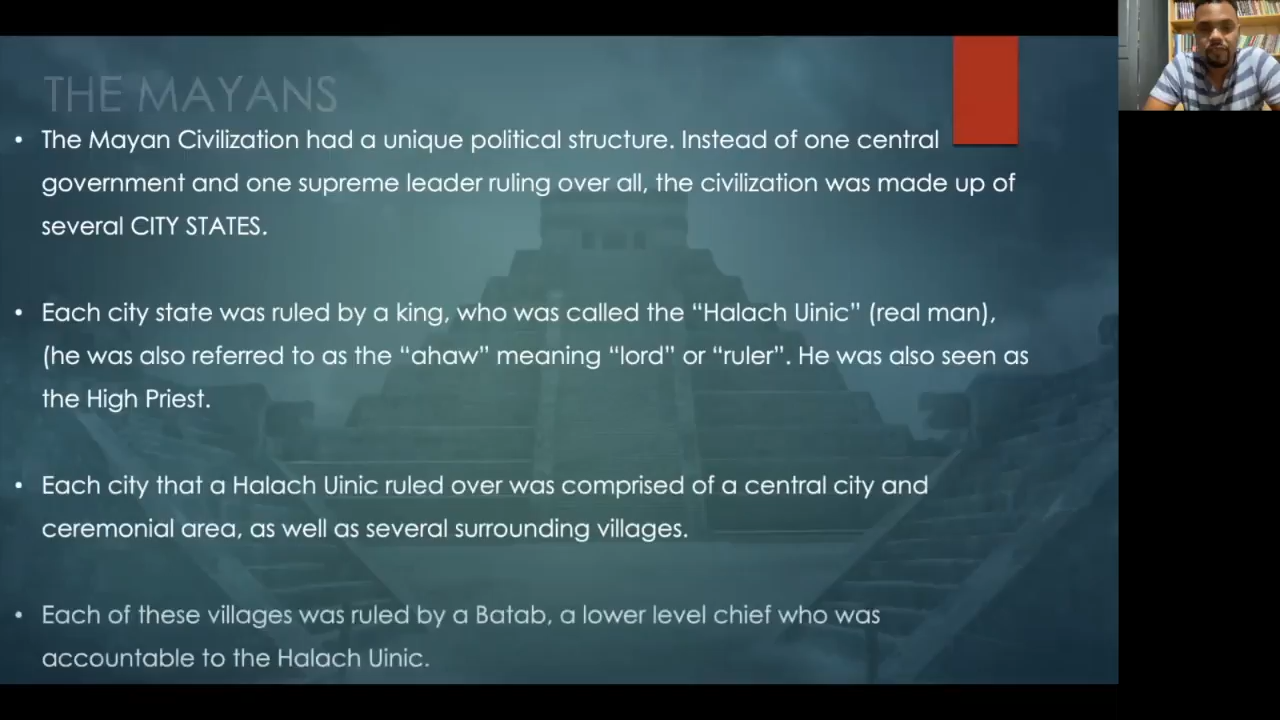 THE MAYANS
• The Mayan Civilization had a unique political structure. Instead of one central
government and one supreme leader ruling over all, the civilization was made up of
several CITY STATES.
• Each city state was ruled by a king, who was called the “Halach Uinic” (real man),
(he was also referred to as the “ahaw” meaning “lord” or “ruler”. He was also seen as
the High Priest.
• Each city that a Halach Uinic ruled over was comprised of a central city and
ceremonial area, as well as several surrounding villages.
• Each of these villages was ruled by a Batab, a lower level chief who was
accountable to the Halach Uinic.